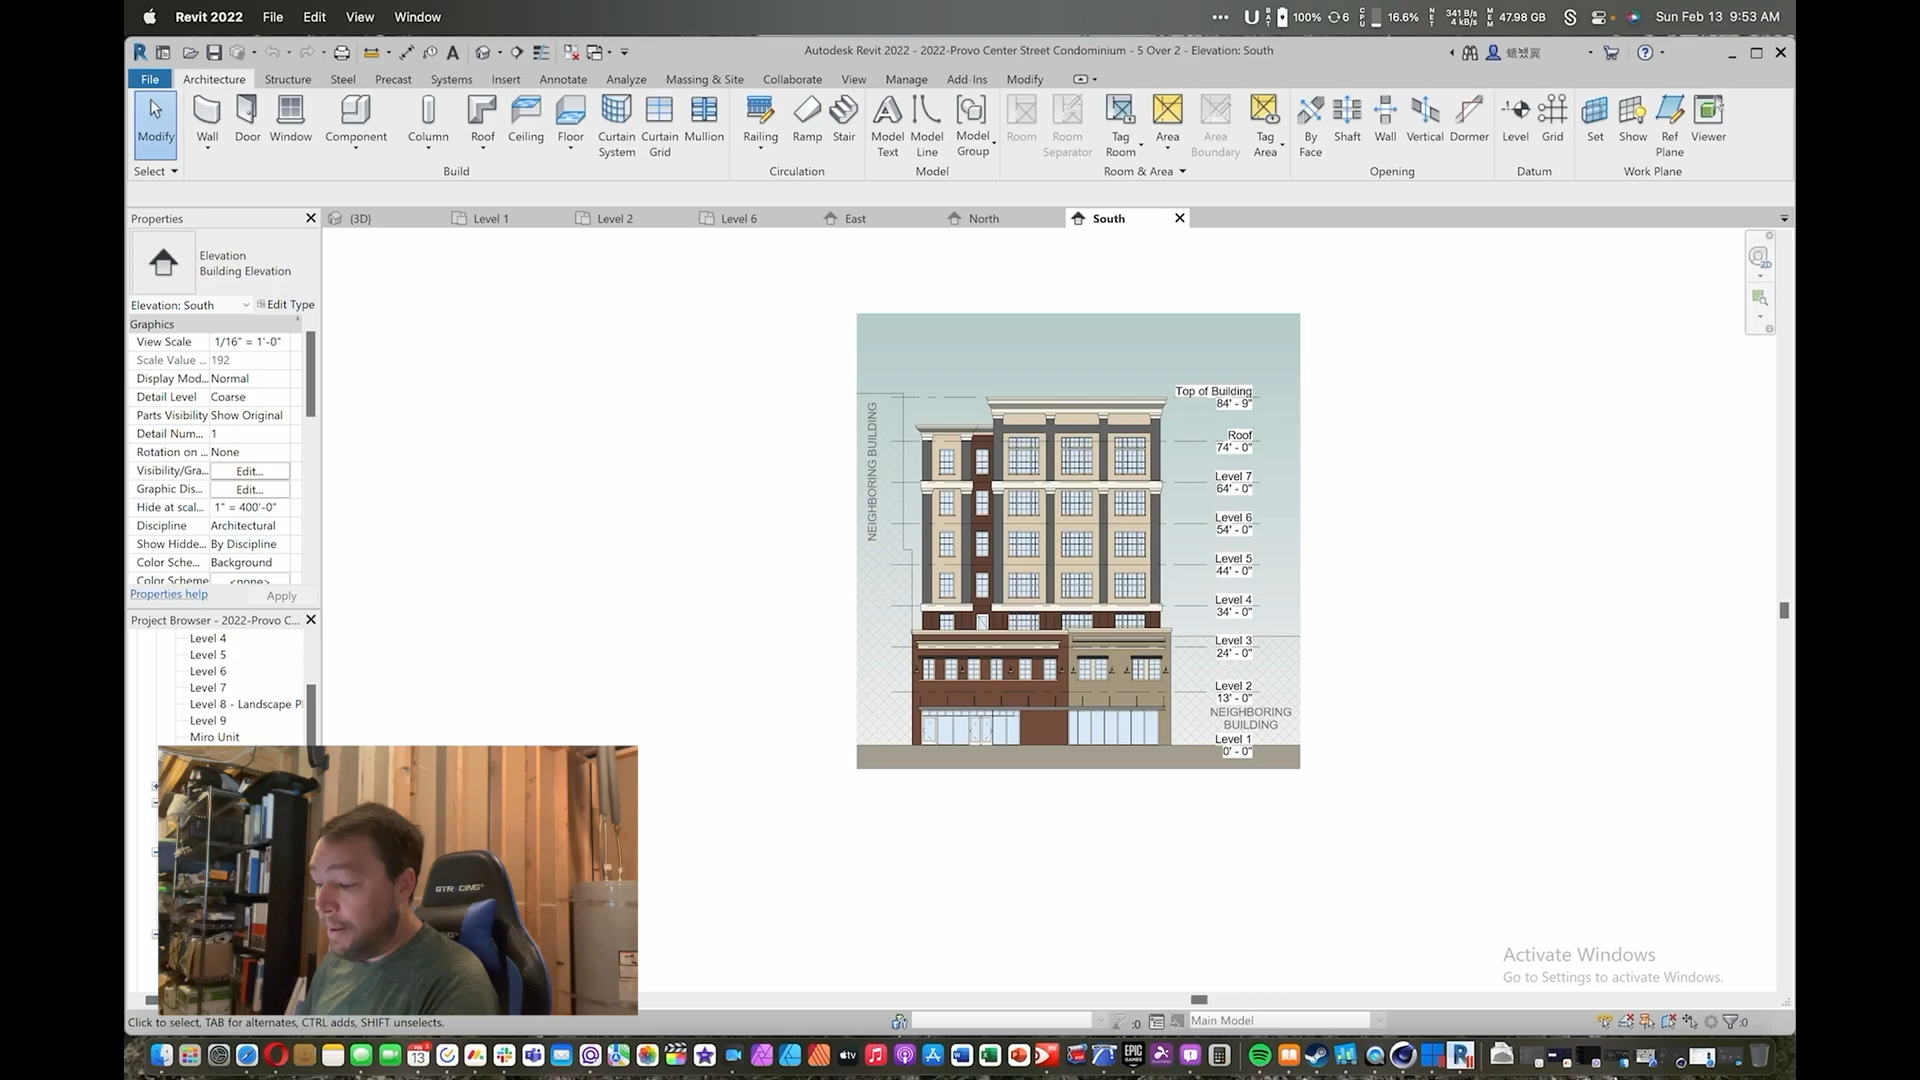 Revit 2022 File Edit View Window
100% 6 16.6% 341 B/s 4 kB/s 47.98 GB Sun Feb 13 9:53 AM
Autodesk Revit 2022 - 2022-Provo Center Street Condominium - 5 Over 2 - Elevation: South
File Architecture Structure Steel Precast Systems Insert Annotate Analyze Massing & Site Collaborate View Manage Add-Ins Modify
Modify Wall Door Window Component Column Roof Ceiling Floor Curtain System Curtain Grid Mullion Railing Ramp Stair Model Text Model Line Model Group Room Room Separator Tag Room Area Area Boundary Tag Area By Face Shaft Wall Vertical Dormer Level Grid Set Show Ref Plane Viewer
Select Build Circulation Model Room & Area Opening Datum Work Plane
Properties
{3D} Level 1 Level 2 Level 6 East North South
Elevation
Building Elevation
Elevation: South Edit Type
Graphics
View Scale 1/16" = 1'-0"
Scale Value ... 192
Display Mod... Normal
Detail Level Coarse
Parts Visibility Show Original
Detail Num... 1
Rotation on ... None
Visibility/Gra... Edit...
Graphic Dis... Edit...
Hide at scal... 1" = 400'-0"
Discipline Architectural
Show Hidde... By Discipline
Color Sche... Background
Color Scheme <none>
Properties help Apply
Project Browser - 2022-Provo C...
Level 4
Level 5
Level 6
Level 7
Level 8 - Landscape Pl
Level 9
Miro Unit
Top of Building
84' - 9"
Roof
74' - 0"
Level 7
64' - 0"
Level 6
54' - 0"
Level 5
44' - 0"
Level 4
34' - 0"
Level 3
24' - 0"
Level 2
13' - 0"
NEIGHBORING
BUILDING
Level 1
0' - 0"
NEIGHBORING BUILDING
GTRACING
Activate Windows
Go to Settings to activate Windows.
Click to select, TAB for alternates, CTRL adds, SHIFT unselects.
:0 Main Model :0
13 tv EPIC GAMES